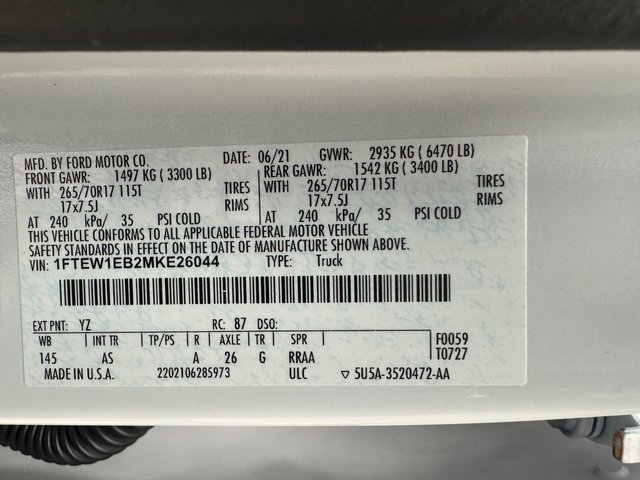 MFD. BY FORD MOTOR CO. DATE: 06/21 GVWR: 2935 KG ( 6470 LB)
FRONT GAWR: 1497 KG ( 3300 LB) REAR GAWR: 1542 KG ( 3400 LB)
WITH 265/70R17 115T TIRES WITH 265/70R17 115T TIRES
17x7.5J RIMS 17x7.5J RIMS
AT 240 kPa/ 35 PSI COLD AT 240 kPa/ 35 PSI COLD
THIS VEHICLE CONFORMS TO ALL APPLICABLE FEDERAL MOTOR VEHICLE
SAFETY STANDARDS IN EFFECT ON THE DATE OF MANUFACTURE SHOWN ABOVE.
VIN: 1FTEW1EB2MKE26044 TYPE: Truck
EXT PNT: YZ RC: 87 DSO:
WB INT TR TP/PS R AXLE TR SPR F0059
145 AS A 26 G RRAA T0727
MADE IN U.S.A. 2202106285973 ULC ▽ 5U5A-3520472-AA